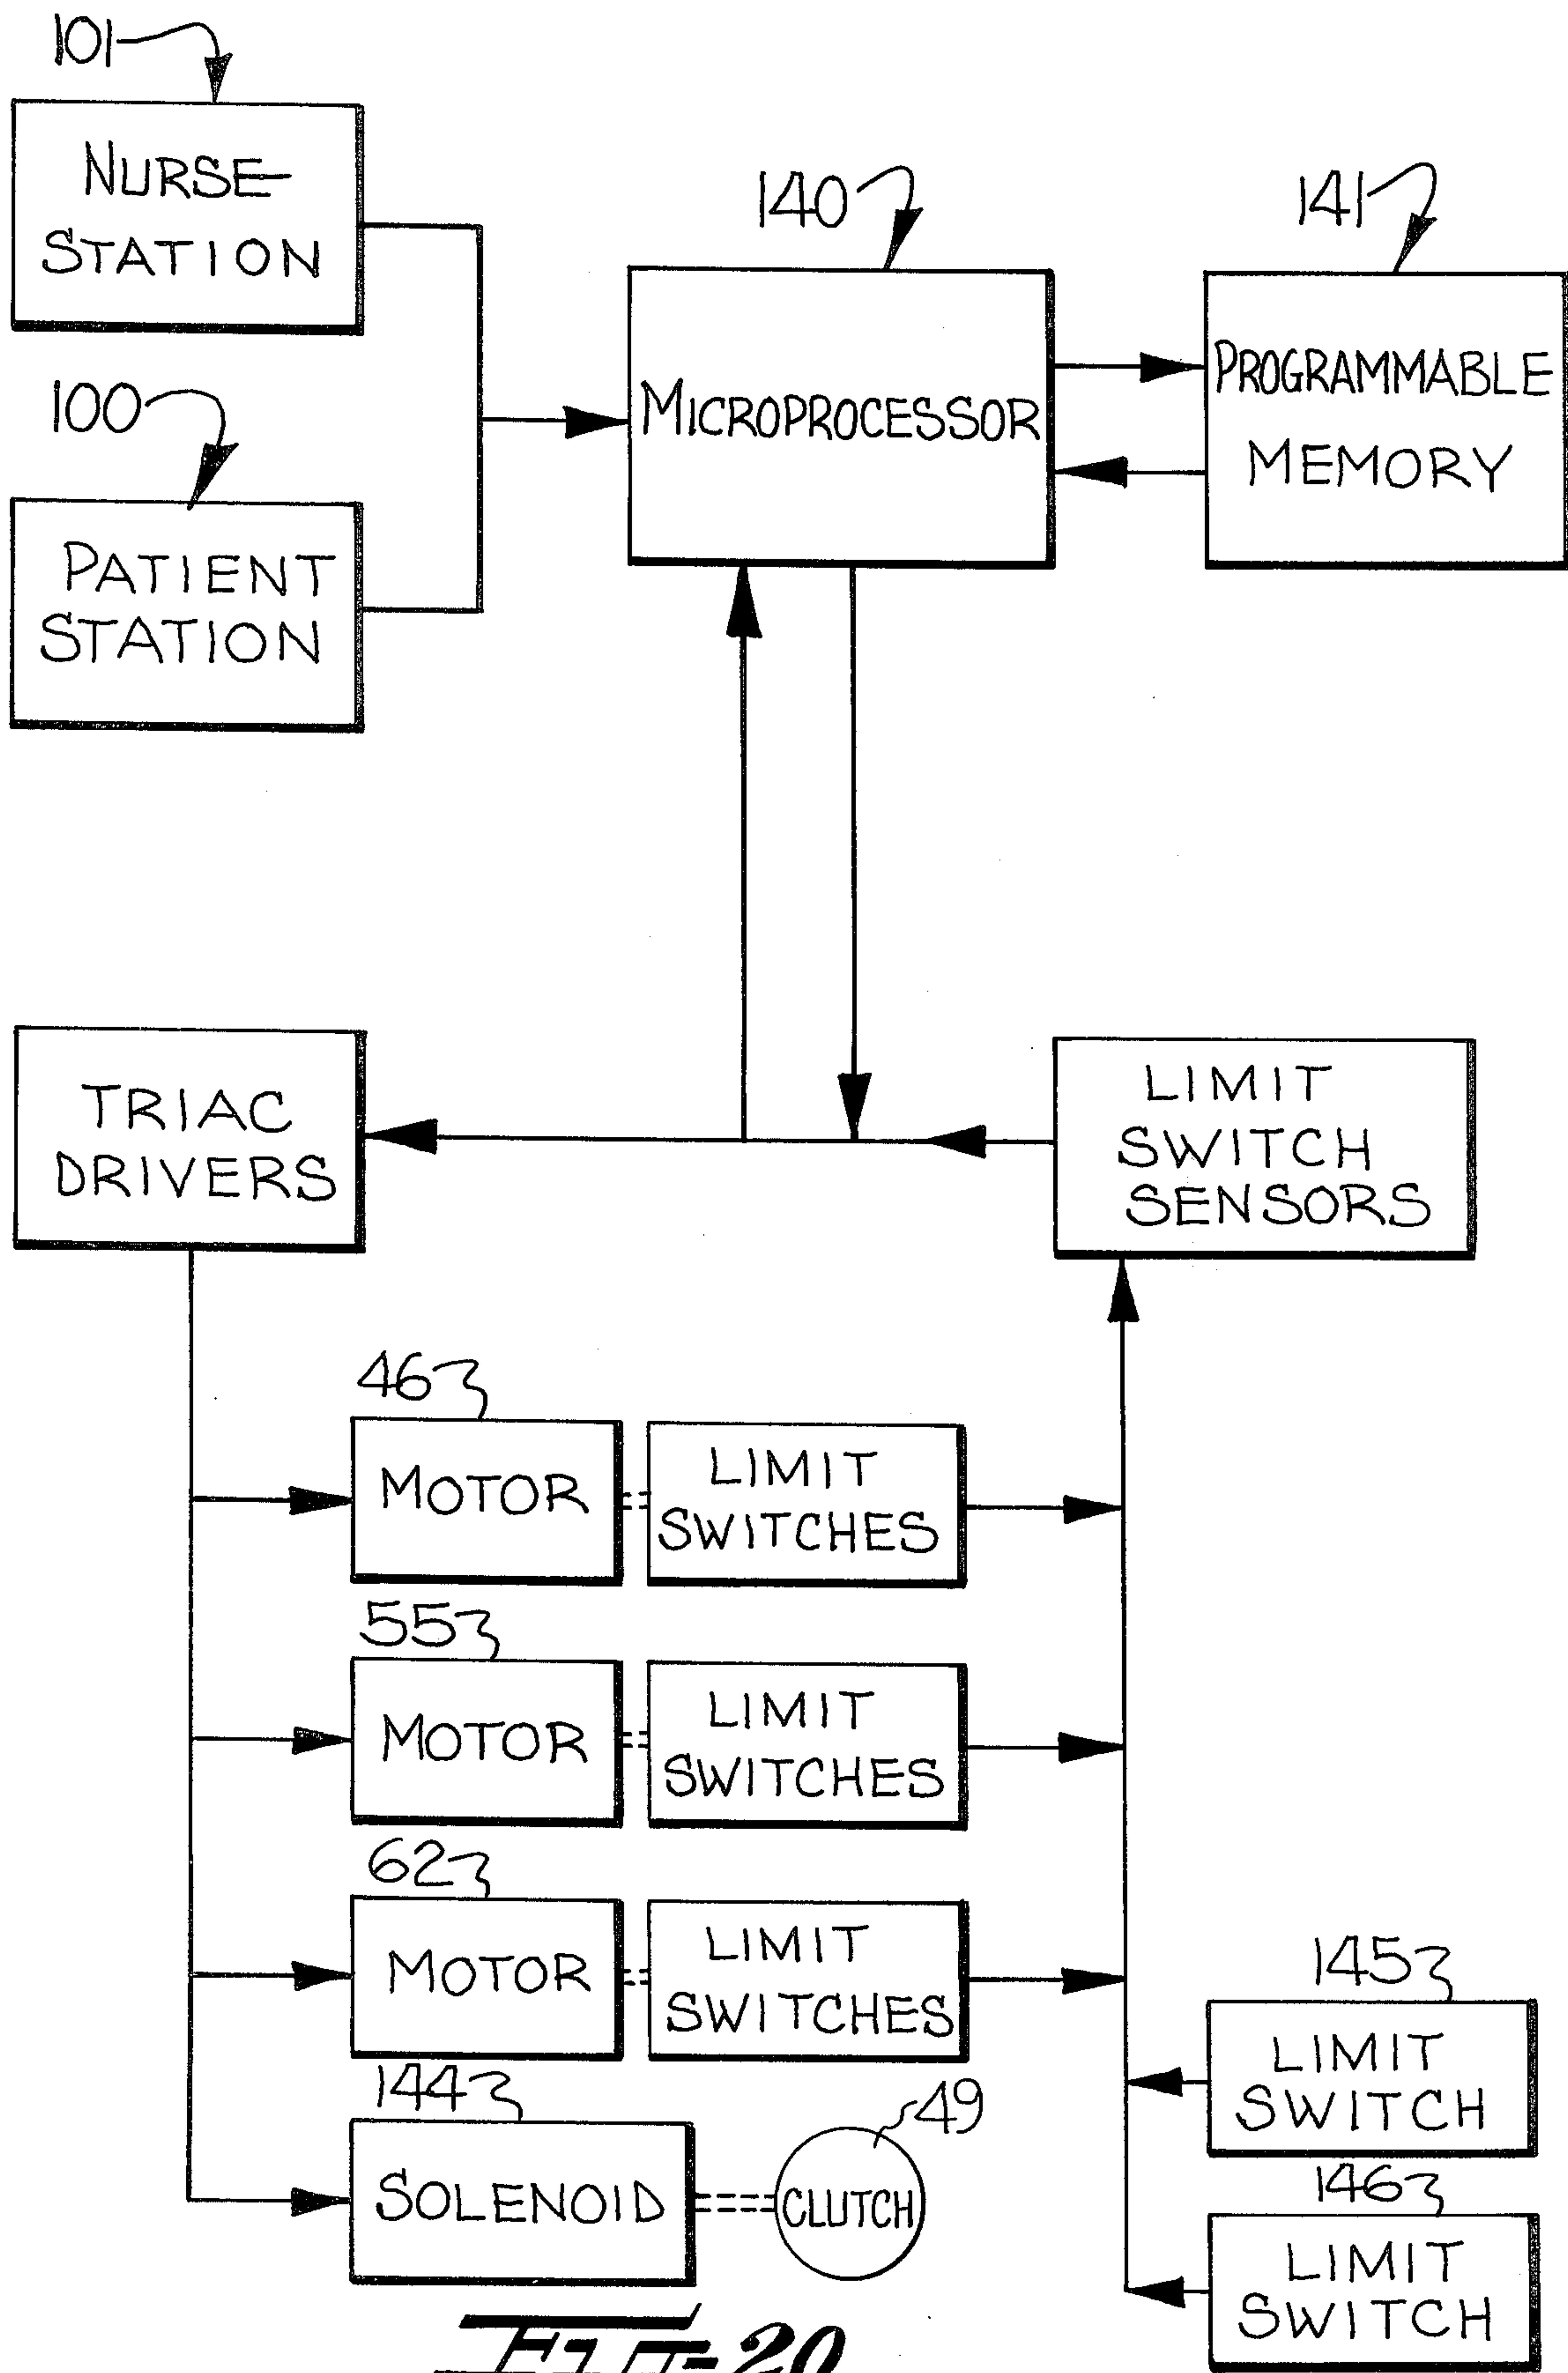 101
NURSE
STATION
140
141
MICROPROCESSOR
PROGRAMMABLE
MEMORY
100
PATIENT
STATION
TRIAC
DRIVERS
LIMIT
SWITCH
SENSORS
46
MOTOR
LIMIT
SWITCHES
55
MOTOR
LIMIT
SWITCHES
62
MOTOR
LIMIT
SWITCHES
145
LIMIT
SWITCH
144
SOLENOID
49
CLUTCH
146
LIMIT
SWITCH
FIG-20